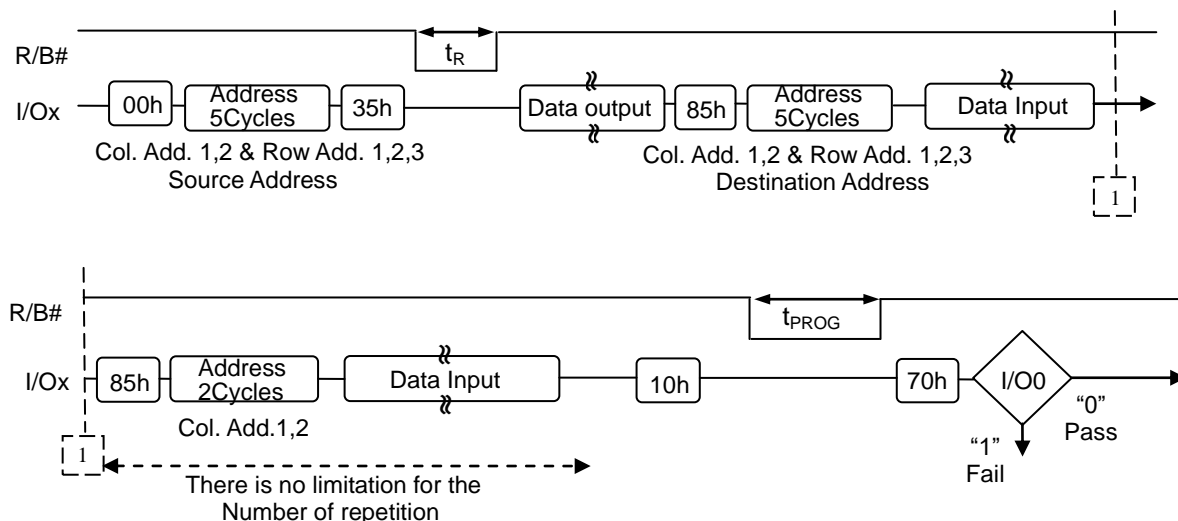 R/B#
tR
I/Ox
00h
Address
5Cycles
35h
Data output
85h
Address
5Cycles
Data Input
Col. Add. 1,2 & Row Add. 1,2,3
Source Address
Col. Add. 1,2 & Row Add. 1,2,3
Destination Address
1
R/B#
tPROG
I/Ox
85h
Address
2Cycles
Data Input
10h
70h
I/O0
Col. Add.1,2
“0”
Pass
“1”
Fail
1
There is no limitation for the
Number of repetition